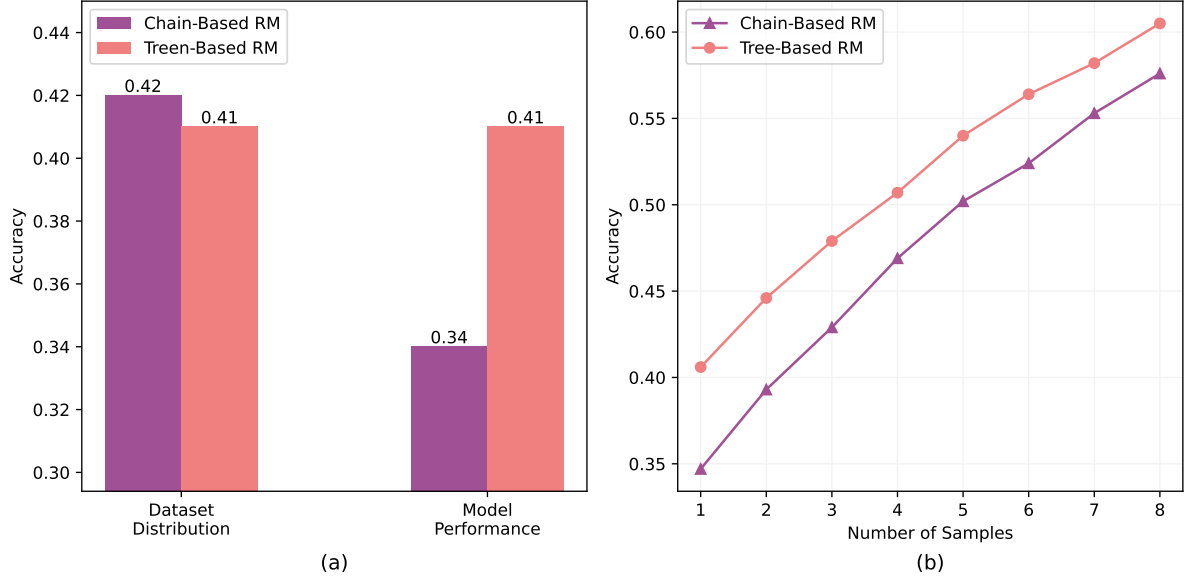 Chain-Based RM
Treen-Based RM
0.42
0.41
0.34
0.41
0.44
0.42
0.40
0.38
0.36
0.34
0.32
0.30
Accuracy
Dataset
Distribution
Model
Performance
(a)
Chain-Based RM
Tree-Based RM
0.60
0.55
0.50
0.45
0.40
0.35
Accuracy
1 2 3 4 5 6 7 8
Number of Samples
(b)